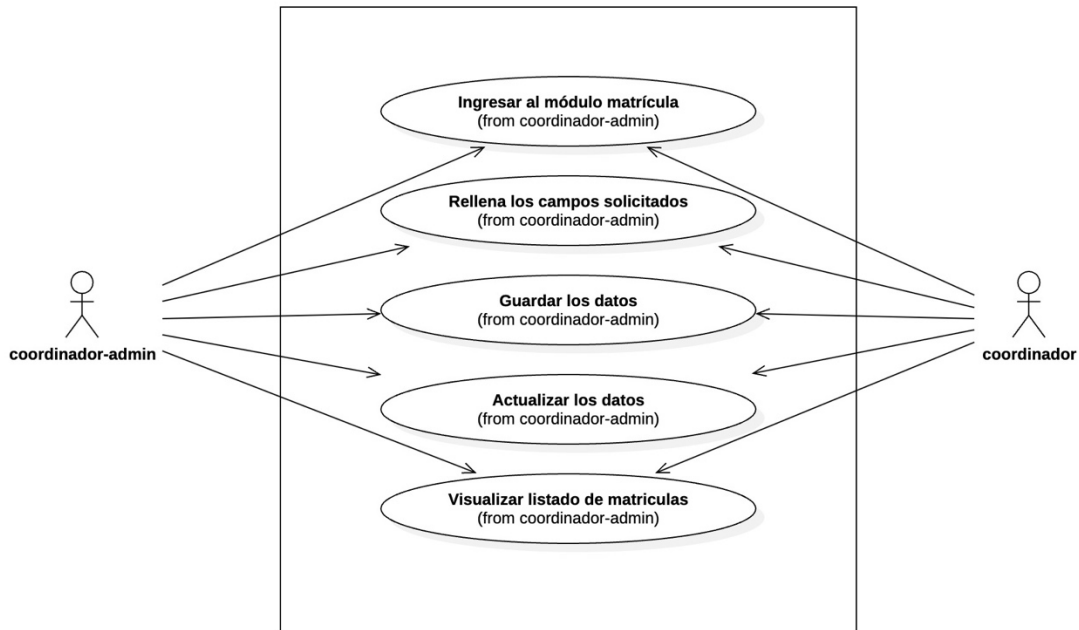 Ingresar al módulo matrícula
(from coordinador-admin)
Rellena los campos solicitados
(from coordinador-admin)
Guardar los datos
(from coordinador-admin)
coordinador-admin
coordinador
Actualizar los datos
(from coordinador-admin)
Visualizar listado de matriculas
(from coordinador-admin)